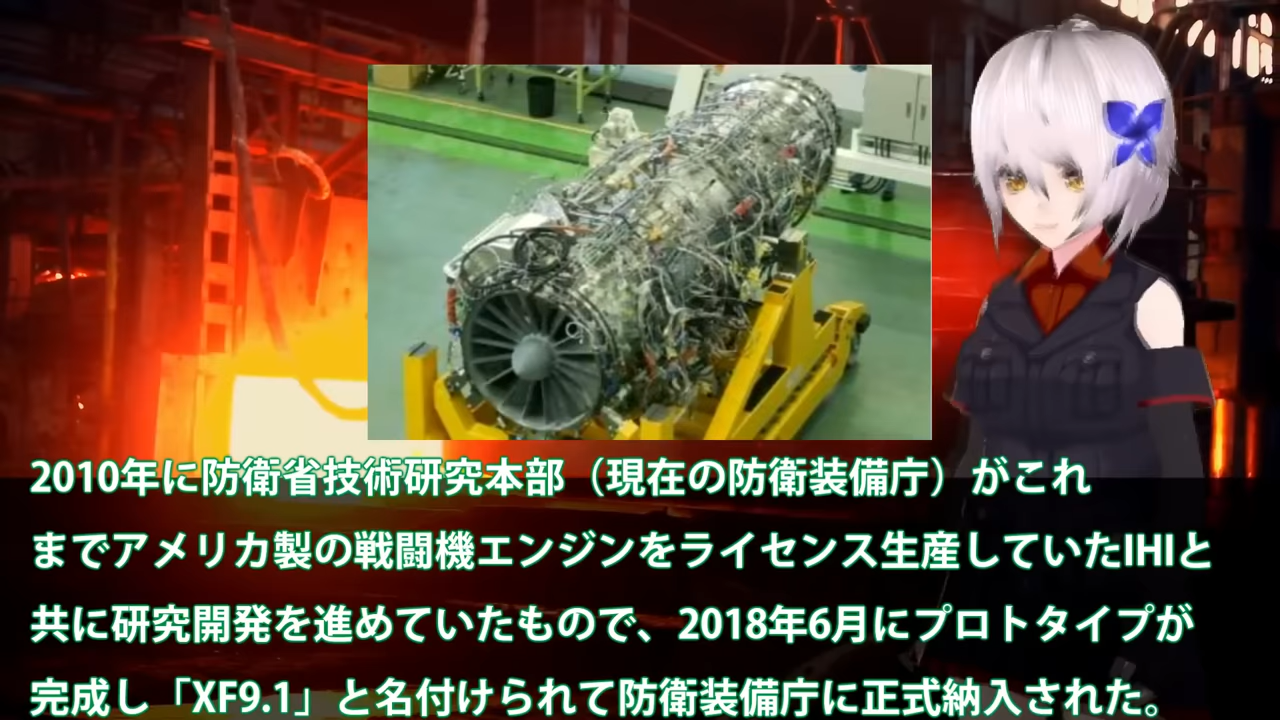 2010年に防衛省技術研究本部（現在の防衛装備庁）がこれ
までアメリカ製の戦闘機エンジンをライセンス生産していたIHIと
共に研究開発を進めていたもので、2018年6月にプロトタイプが
完成し「XF9.1」と名付けられて防衛装備庁に正式納入された。